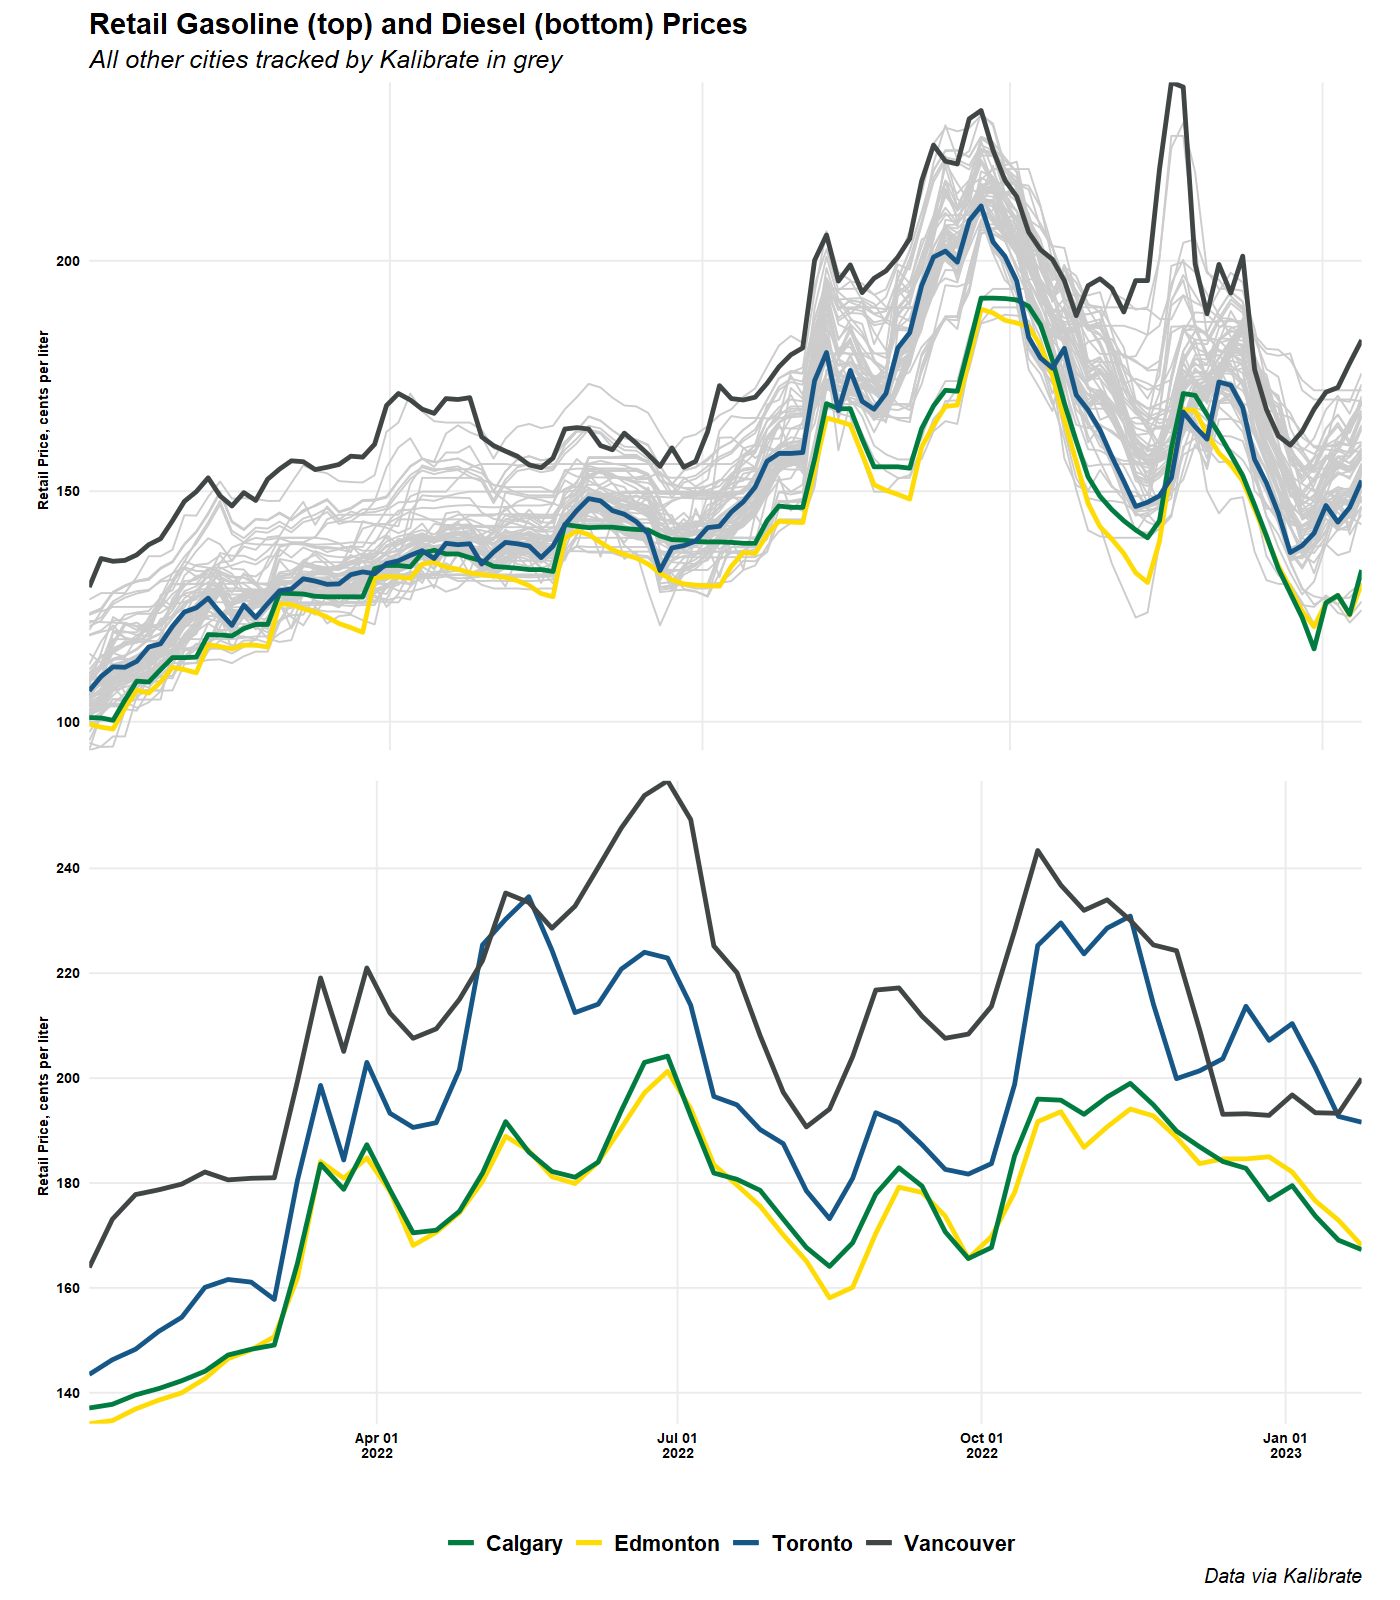 Retail Gasoline (top) and Diesel (bottom) Prices
All other cities tracked by Kalibrate in grey
Retail Price, cents per liter
200
150
100
Retail Price, cents per liter
240
220
200
180
160
140
Apr 01
2022
Jul 01
2022
Oct 01
2022
Jan 01
2023
Calgary
Edmonton
Toronto
Vancouver
Data via Kalibrate